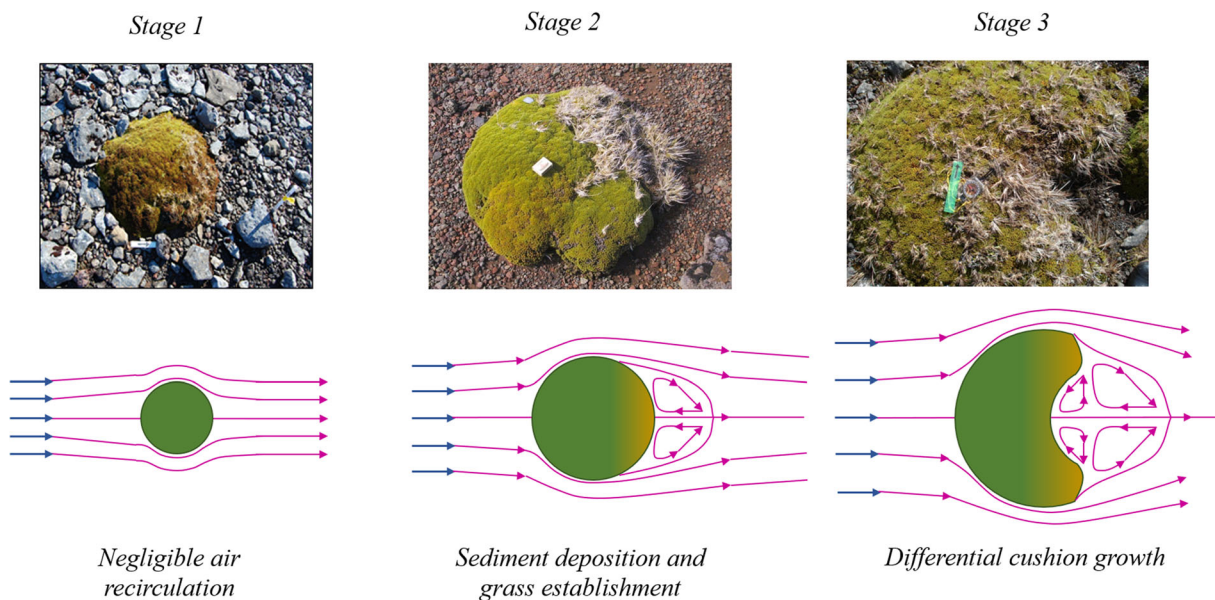 Stage 1
Stage 2
Stage 3
Negligible air
recirculation
Sediment deposition and
grass establishment
Differential cushion growth